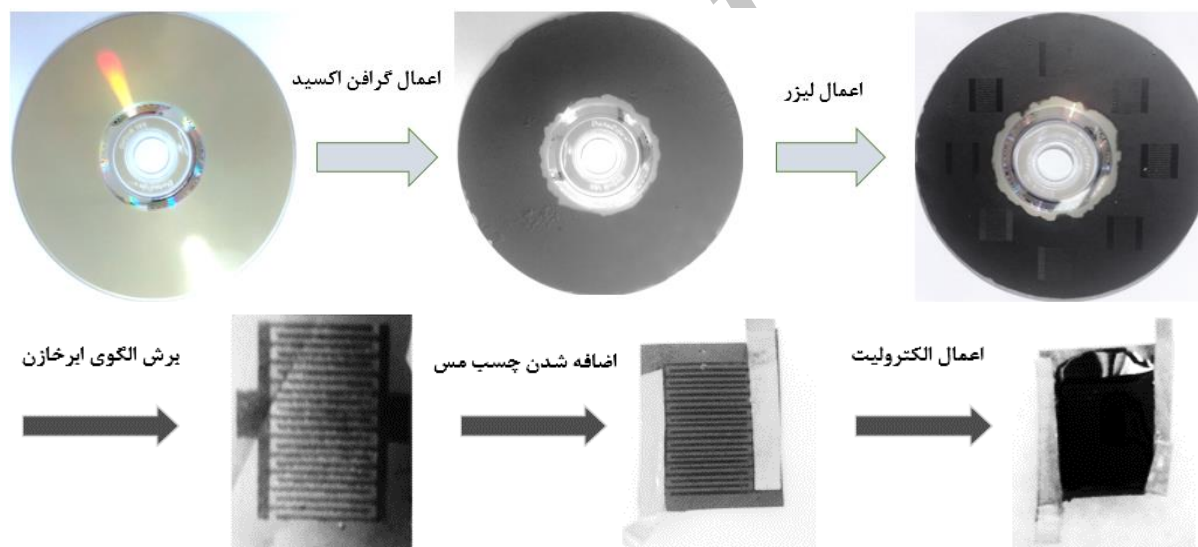 اعمال گرافن اکسید
اعمال لیزر
برش الگوی ابرخازن
اضافه شدن چسب مس
اعمال الکترولیت